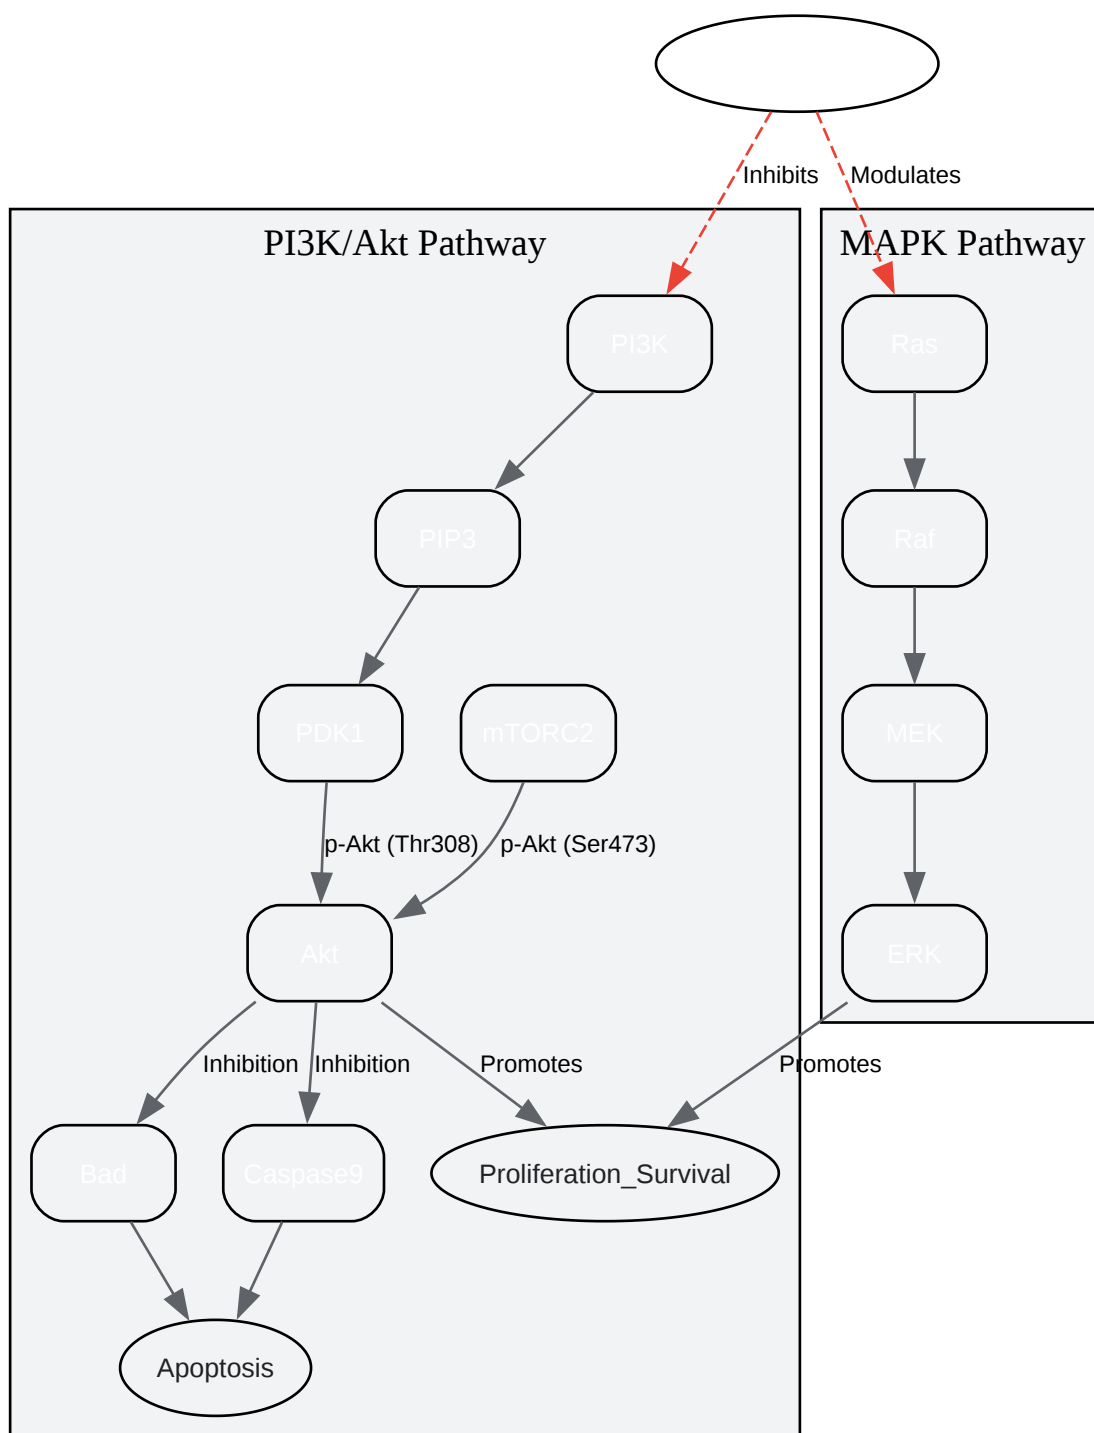 Inhibits
Modulates
PI3K/Akt Pathway
MAPK Pathway
PI3K
Ras
PIP3
Raf
PDK1
mTORC2
MEK
p-Akt (Thr308)
p-Akt (Ser473)
Akt
ERK
Inhibition
Inhibition
Promotes
Promotes
Bad
Caspase9
Proliferation_Survival
Apoptosis